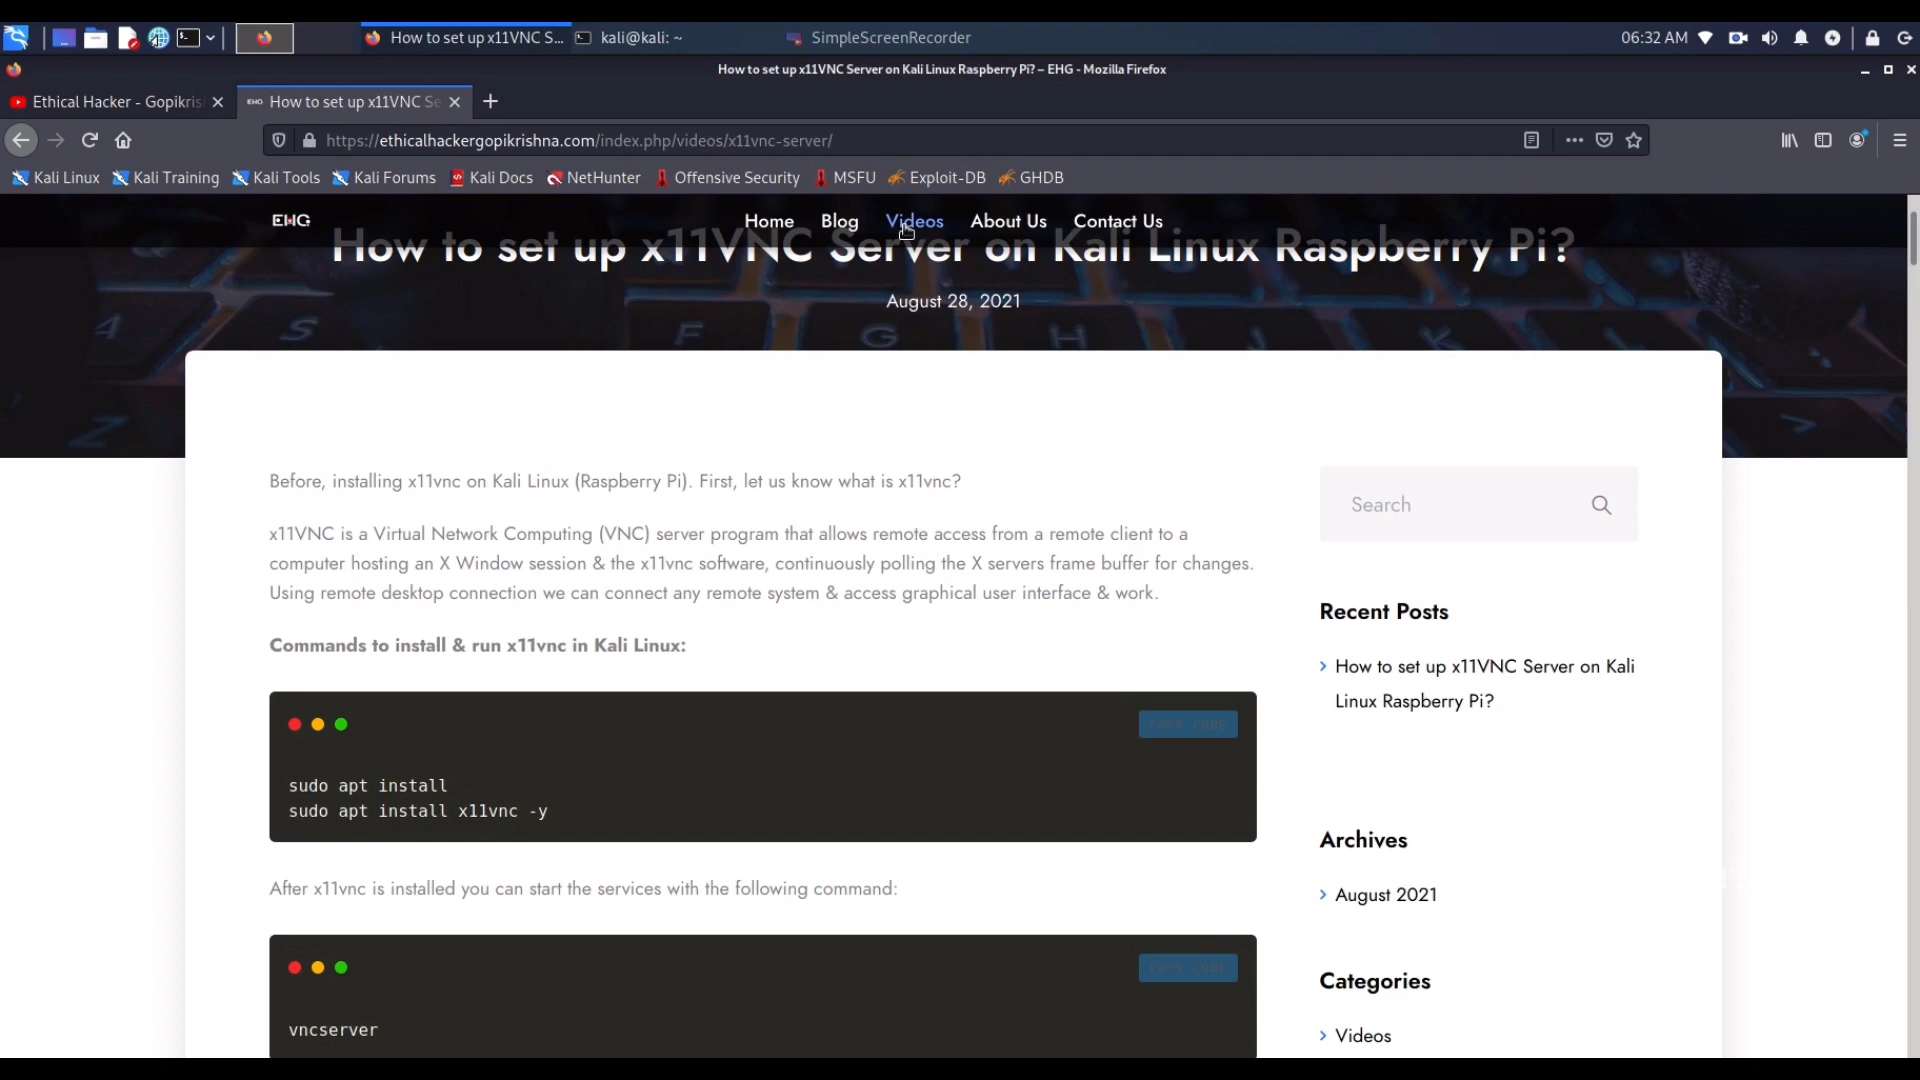 How to set up x11VNC S... kali@kali: ~ SimpleScreenRecorder 06:32 AM
How to set up x11VNC Server on Kali Linux Raspberry Pi? – EHG - Mozilla Firefox
Ethical Hacker - Gopikris How to set up x11VNC Se
https://ethicalhackergopikrishna.com/index.php/videos/x11vnc-server/
Kali Linux Kali Training Kali Tools Kali Forums Kali Docs NetHunter Offensive Security MSFU Exploit-DB GHDB
EHG Home Blog Videos About Us Contact Us
How to set up x11VNC Server on Kali Linux Raspberry Pi?
August 28, 2021
Before, installing x11vnc on Kali Linux (Raspberry Pi). First, let us know what is x11vnc?
x11VNC is a Virtual Network Computing (VNC) server program that allows remote access from a remote client to a
computer hosting an X Window session & the x11vnc software, continuously polling the X servers frame buffer for changes.
Using remote desktop connection we can connect any remote system & access graphical user interface & work.
Commands to install & run x11vnc in Kali Linux:
COPY CODE
sudo apt install
sudo apt install x11vnc -y
After x11vnc is installed you can start the services with the following command:
COPY CODE
vncserver
Search
Recent Posts
How to set up x11VNC Server on Kali
Linux Raspberry Pi?
Archives
August 2021
Categories
Videos